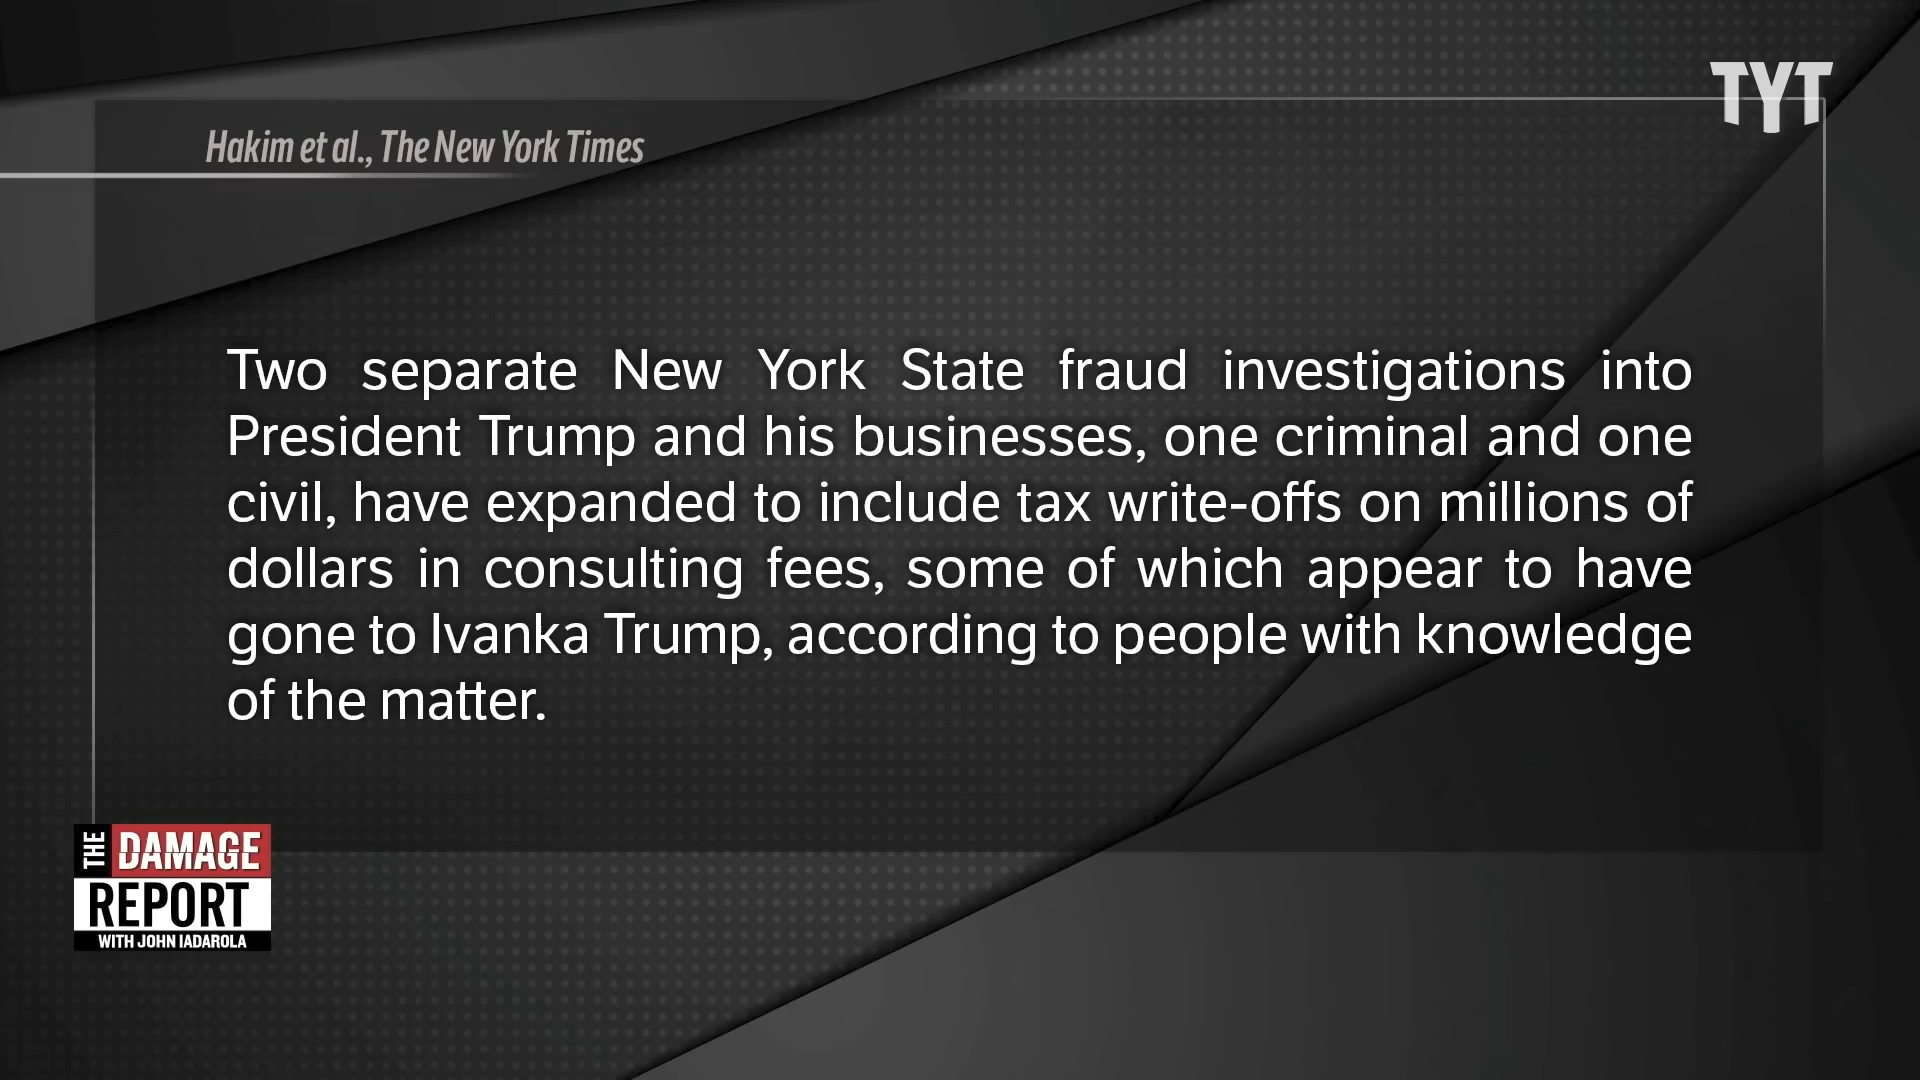 TYT
Hakim et al., The New York Times
Two separate New York State fraud investigations into
President Trump and his businesses, one criminal and one
civil, have expanded to include tax write-offs on millions of
dollars in consulting fees, some of which appear to have
gone to Ivanka Trump, according to people with knowledge
of the matter.
THE DAMAGE
REPORT
WITH JOHN IADAROLA